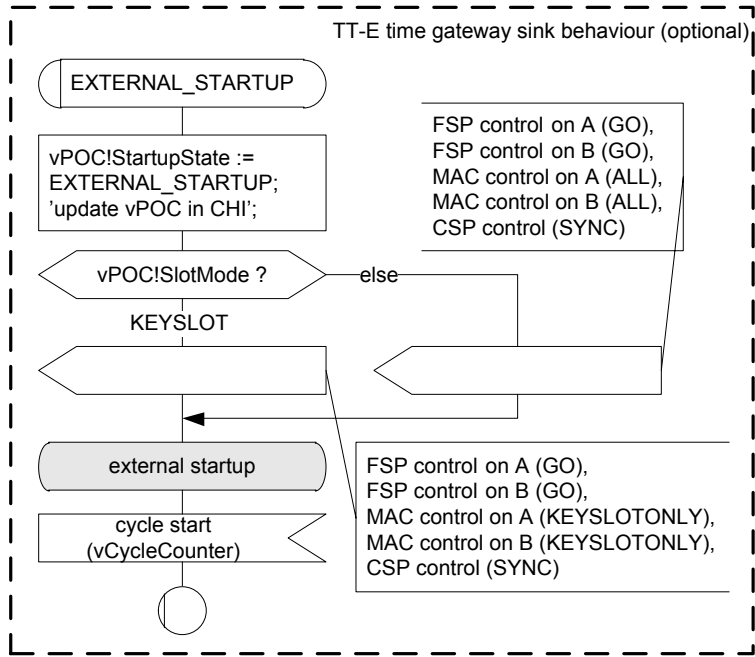 TT-E time gateway sink behaviour (optional)
EXTERNAL_STARTUP
vPOC!StartupState :=
EXTERNAL_STARTUP;
'update vPOC in CHI';
FSP control on A (GO),
FSP control on B (GO),
MAC control on A (ALL),
MAC control on B (ALL),
CSP control (SYNC)
vPOC!SlotMode ?
else
KEYSLOT
external startup
FSP control on A (GO),
FSP control on B (GO),
MAC control on A (KEYSLOTONLY),
MAC control on B (KEYSLOTONLY),
CSP control (SYNC)
cycle start
(vCycleCounter)